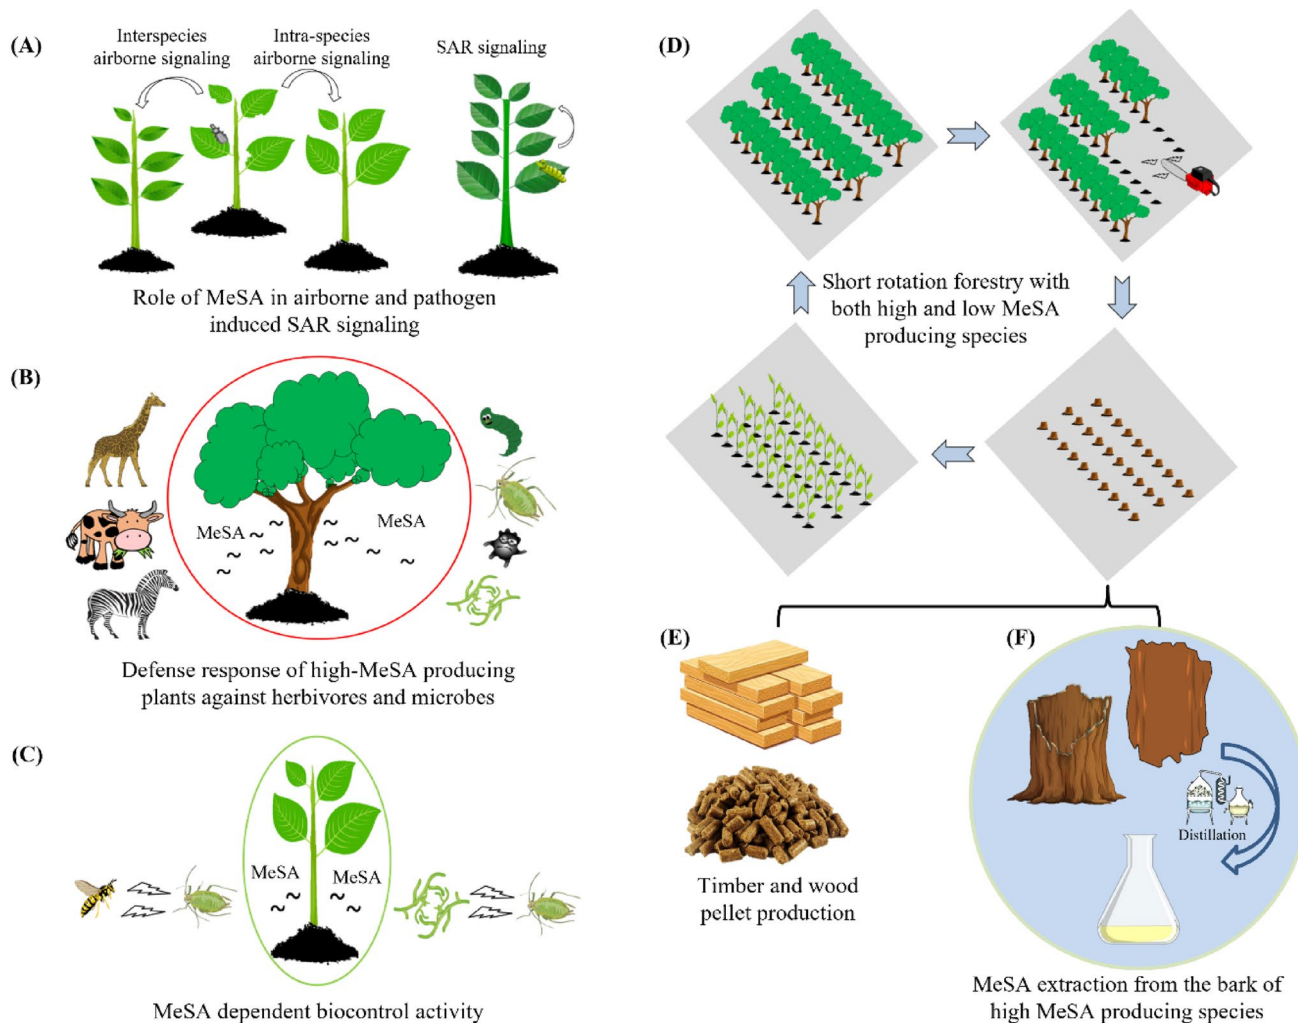 (A)
Interspecies
airborne signaling
Intra-species
airborne signaling
SAR signaling
Role of MeSA in airborne and pathogen
induced SAR signaling
(B)
MeSA
MeSA
Defense response of high-MeSA producing
plants against herbivores and microbes
(C)
MeSA
MeSA
MeSA dependent biocontrol activity
(D)
Short rotation forestry with
both high and low MeSA
producing species
(E)
Timber and wood
pellet production
(F)
Distillation
MeSA extraction from the bark of
high MeSA producing species